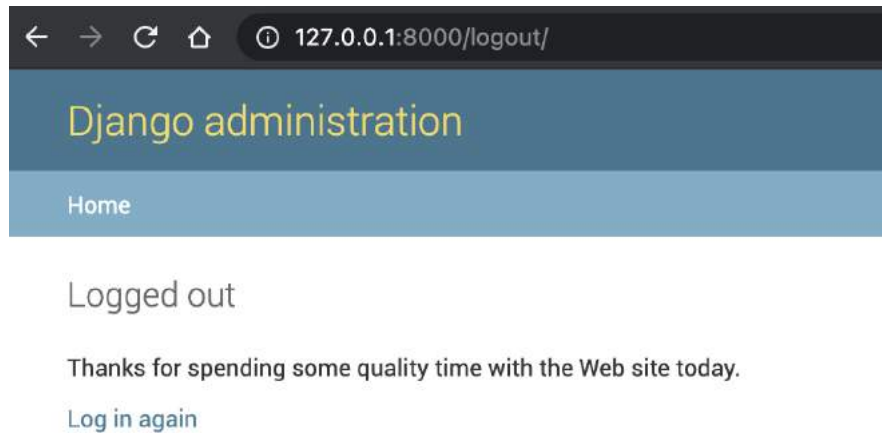 127.0.0.1:8000/logout/
Django administration
Home
Logged out
Thanks for spending some quality time with the Web site today.
Log in again